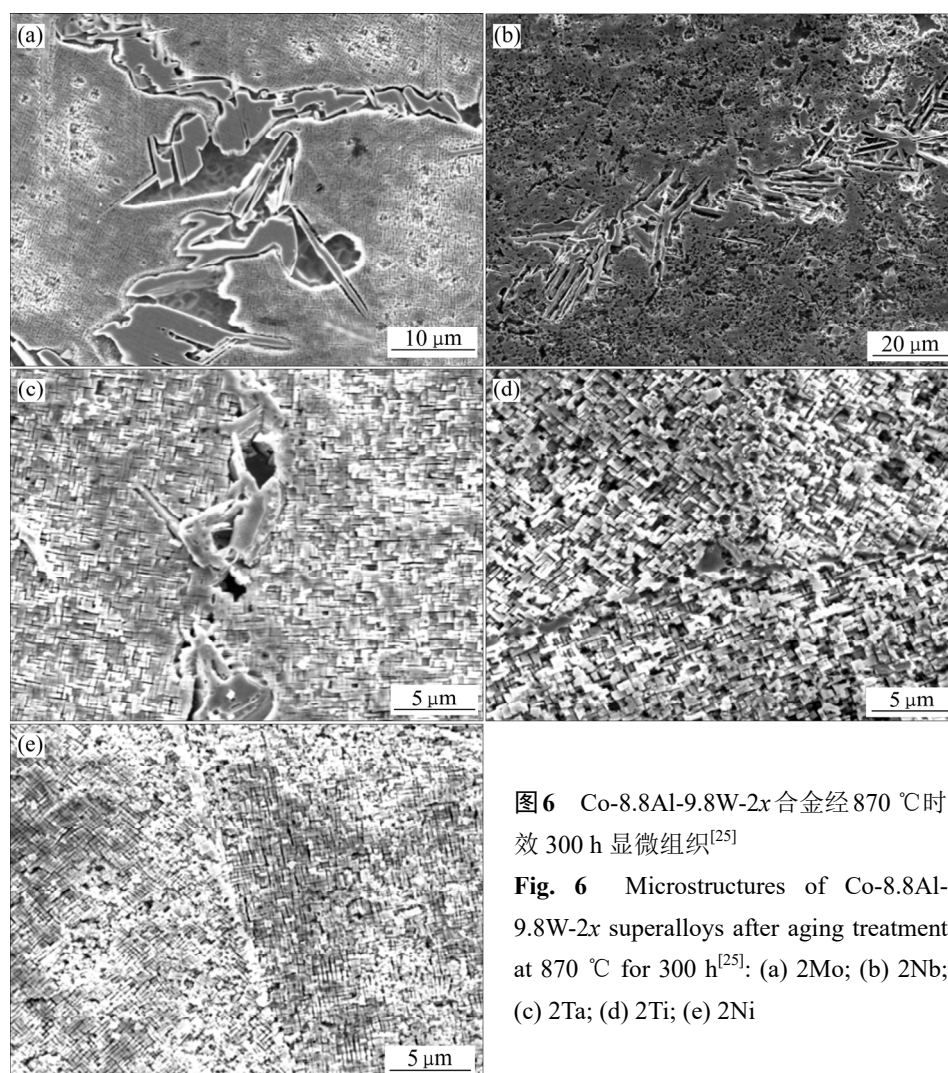 (a)
(b)
10 μm
20 μm
(c)
(d)
5 μm
5 μm
(e)
5 μm
图6 Co-8.8Al-9.8W-2x合金经870 ℃时
效 300 h 显微组织[25]
Fig. 6 Microstructures of Co-8.8Al-
9.8W-2x superalloys after aging treatment
at 870 ℃ for 300 h[25]: (a) 2Mo; (b) 2Nb;
(c) 2Ta; (d) 2Ti; (e) 2Ni